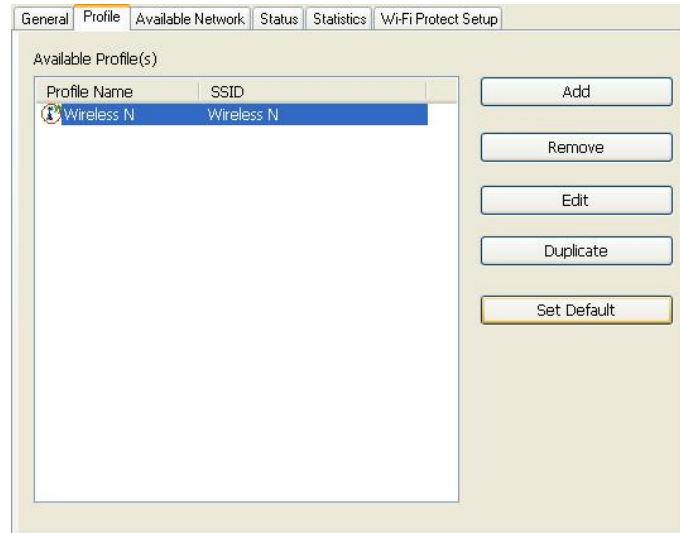 General Profile Available Network Status Statistics Wi-Fi Protect Setup
Available Profile(s)
Profile Name SSID
Wireless N Wireless N
Add
Remove
Edit
Duplicate
Set Default